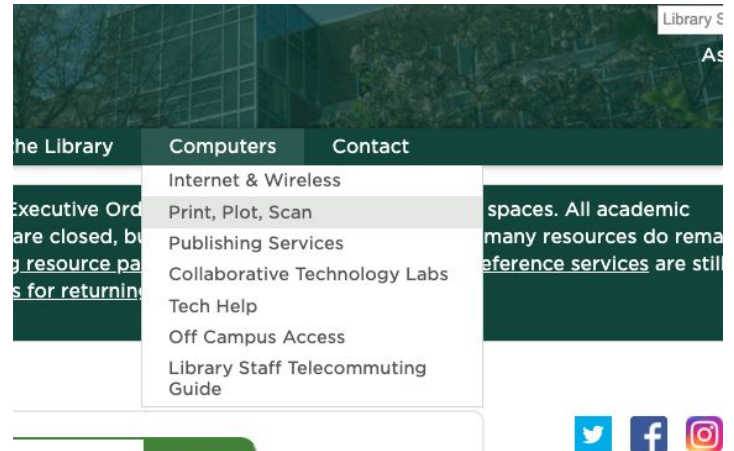 Library S
As
he Library Computers Contact
Internet & Wireless
Executive Ord
Print, Plot, Scan
spaces. All academic
are closed, bu
Publishing Services
many resources do rema
g resource pa
Collaborative Technology Labs
eference services are still
s for returning
Tech Help
Off Campus Access
Library Staff Telecommuting
Guide